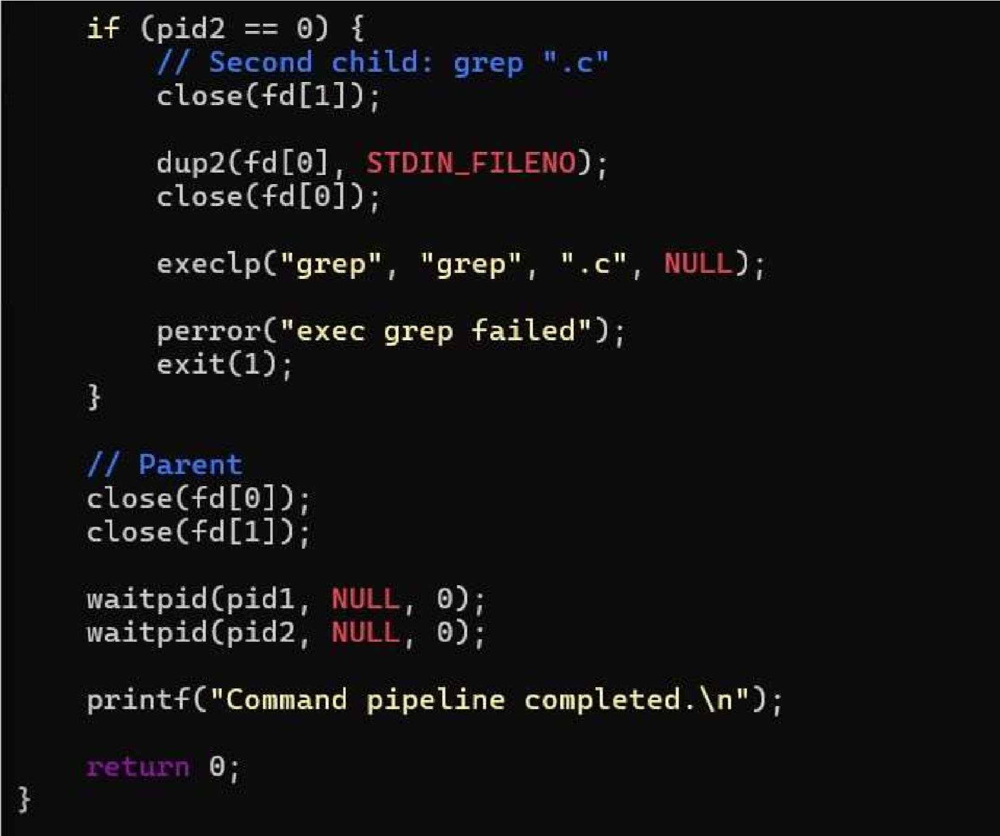 if (pid2 == 0) {
// Second child: grep ".c"
close(fd[1]);
dup2(fd[0], STDIN_FILENO);
close(fd[0]);
execlp("grep", "grep", ".c", NULL);
perror("exec grep failed");
exit(1);
}
// Parent
close(fd[0]);
close(fd[1]);
waitpid(pid1, NULL, 0);
waitpid(pid2, NULL, 0);
printf("Command pipeline completed.\n");
return 0;
}